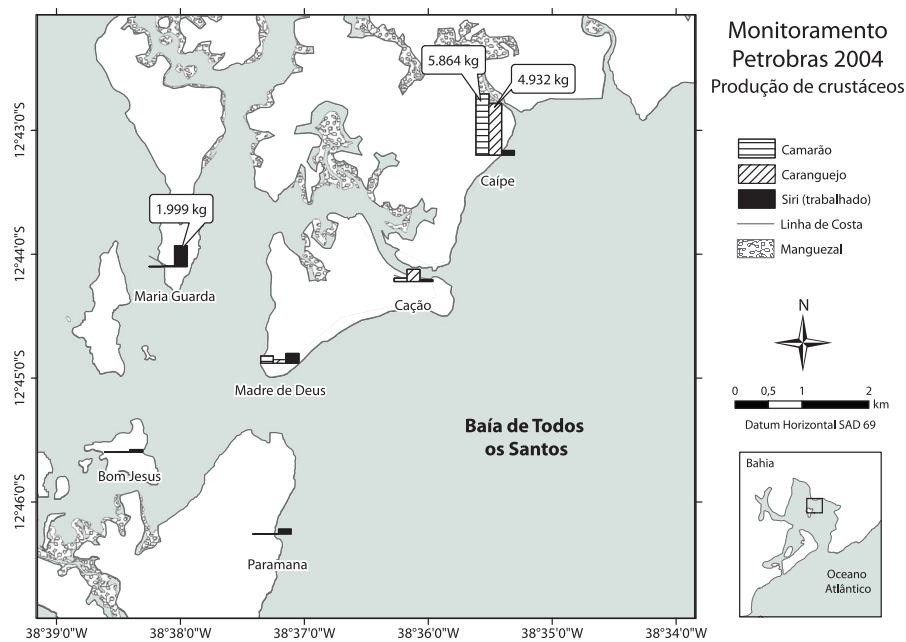 Monitoramento
Petrobras 2004
Produção de crustáceos
Camarão
Caranguejo
Siri (trabalhado)
Linha de Costa
Manguezal
N
0 0,5 1 2
km
Datum Horizontal SAD 69
Bahia
Oceano
Atlântico
5.864 kg
4.932 kg
Caípe
1.999 kg
Maria Guarda
Cação
Madre de Deus
Baía de Todos
os Santos
Bom Jesus
Paramana
12°43'0"S
12°44'0"S
12°45'0"S
12°46'0"S
38°39'0"W 38°38'0"W 38°37'0"W 38°36'0"W 38°35'0"W 38°34'0"W